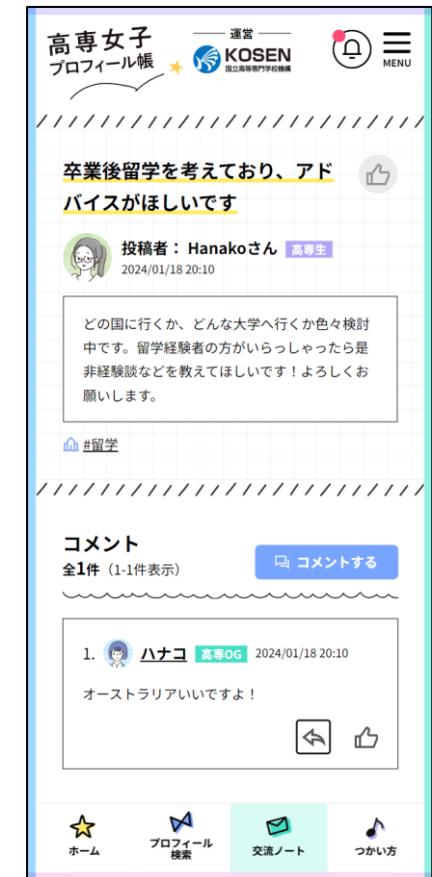 高専女子
プロフィール帳
運営
KOSEN
国立高等専門学校機構
MENU
卒業後留学を考えており、アド
バイスがほしいです
投稿者： Hanakoさん 高専生
2024/01/18 20:10
どの国に行くか、どんな大学へ行くか色々検討
中です。留学経験者の方がいらっしゃったら是
非経験談などを教えてほしいです！よろしくお
願いします。
#留学
コメント
全1件（1-1件表示）
コメントする
1. ハナコ 高専OG 2024/01/18 20:10
オーストラリアいいですよ！
ホーム
プロフィール
検索
交流ノート
つかい方